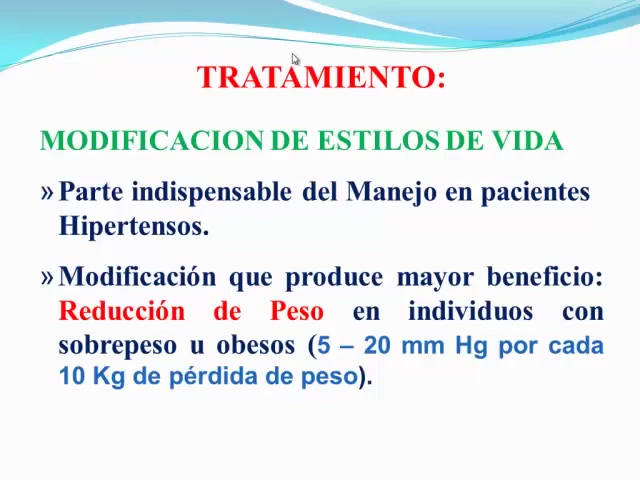 TRATAMIENTO:
MODIFICACION DE ESTILOS DE VIDA
» Parte indispensable del Manejo en pacientes
Hipertensos.
» Modificación que produce mayor beneficio:
Reducción de Peso en individuos con
sobrepeso u obesos (5 – 20 mm Hg por cada
10 Kg de pérdida de peso).